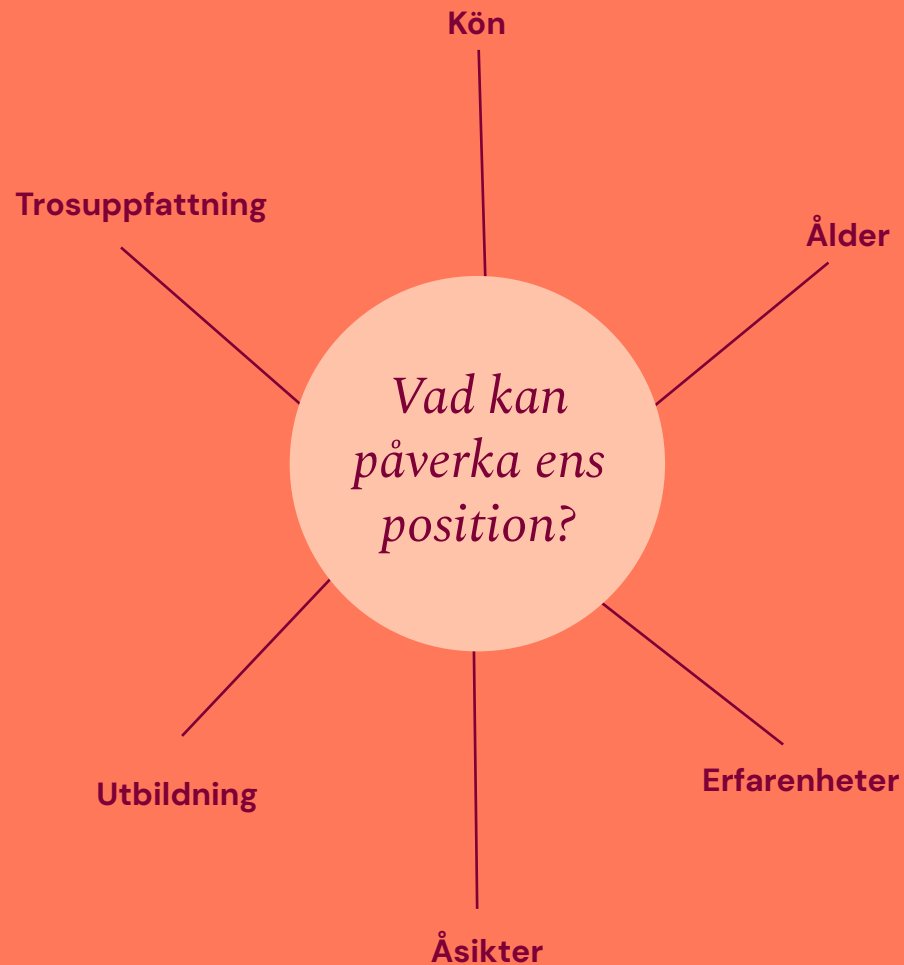 Kön
Trosuppfattning
Ålder
Vad kan
påverka ens
position?
Utbildning
Erfarenheter
Åsikter